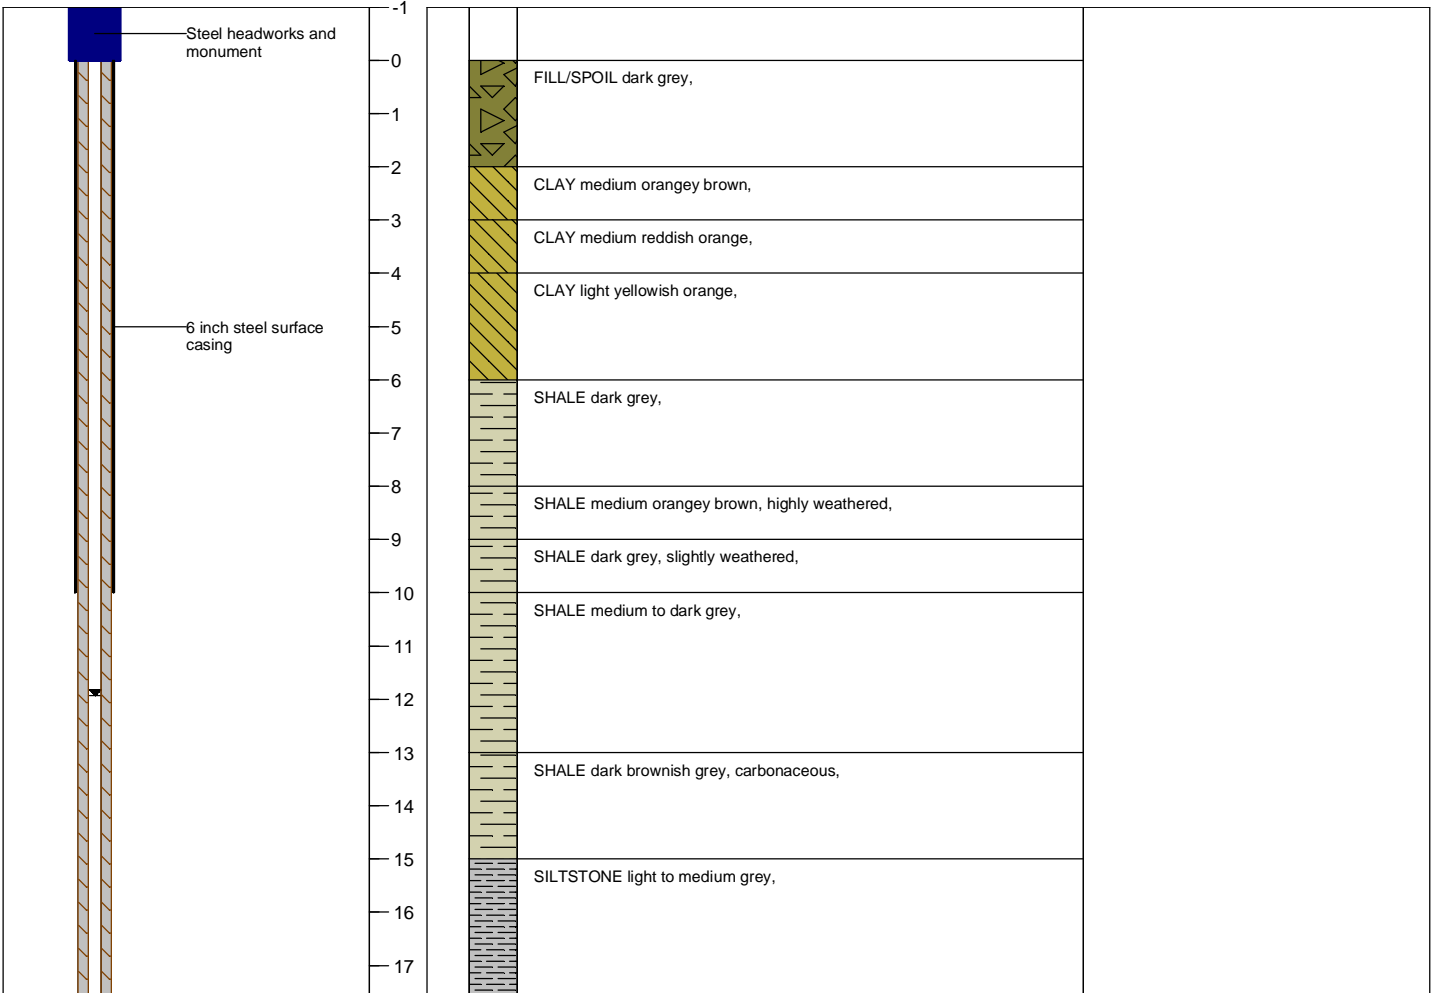 -1
Steel headworks and
monument
0
FILL/SPOIL dark grey,
1
2
CLAY medium orangey brown,
3
CLAY medium reddish orange,
4
CLAY light yellowish orange,
5
6 inch steel surface
casing
6
SHALE dark grey,
7
8
SHALE medium orangey brown, highly weathered,
9
SHALE dark grey, slightly weathered,
10
SHALE medium to dark grey,
11
12
13
SHALE dark brownish grey, carbonaceous,
14
15
SILTSTONE light to medium grey,
16
17